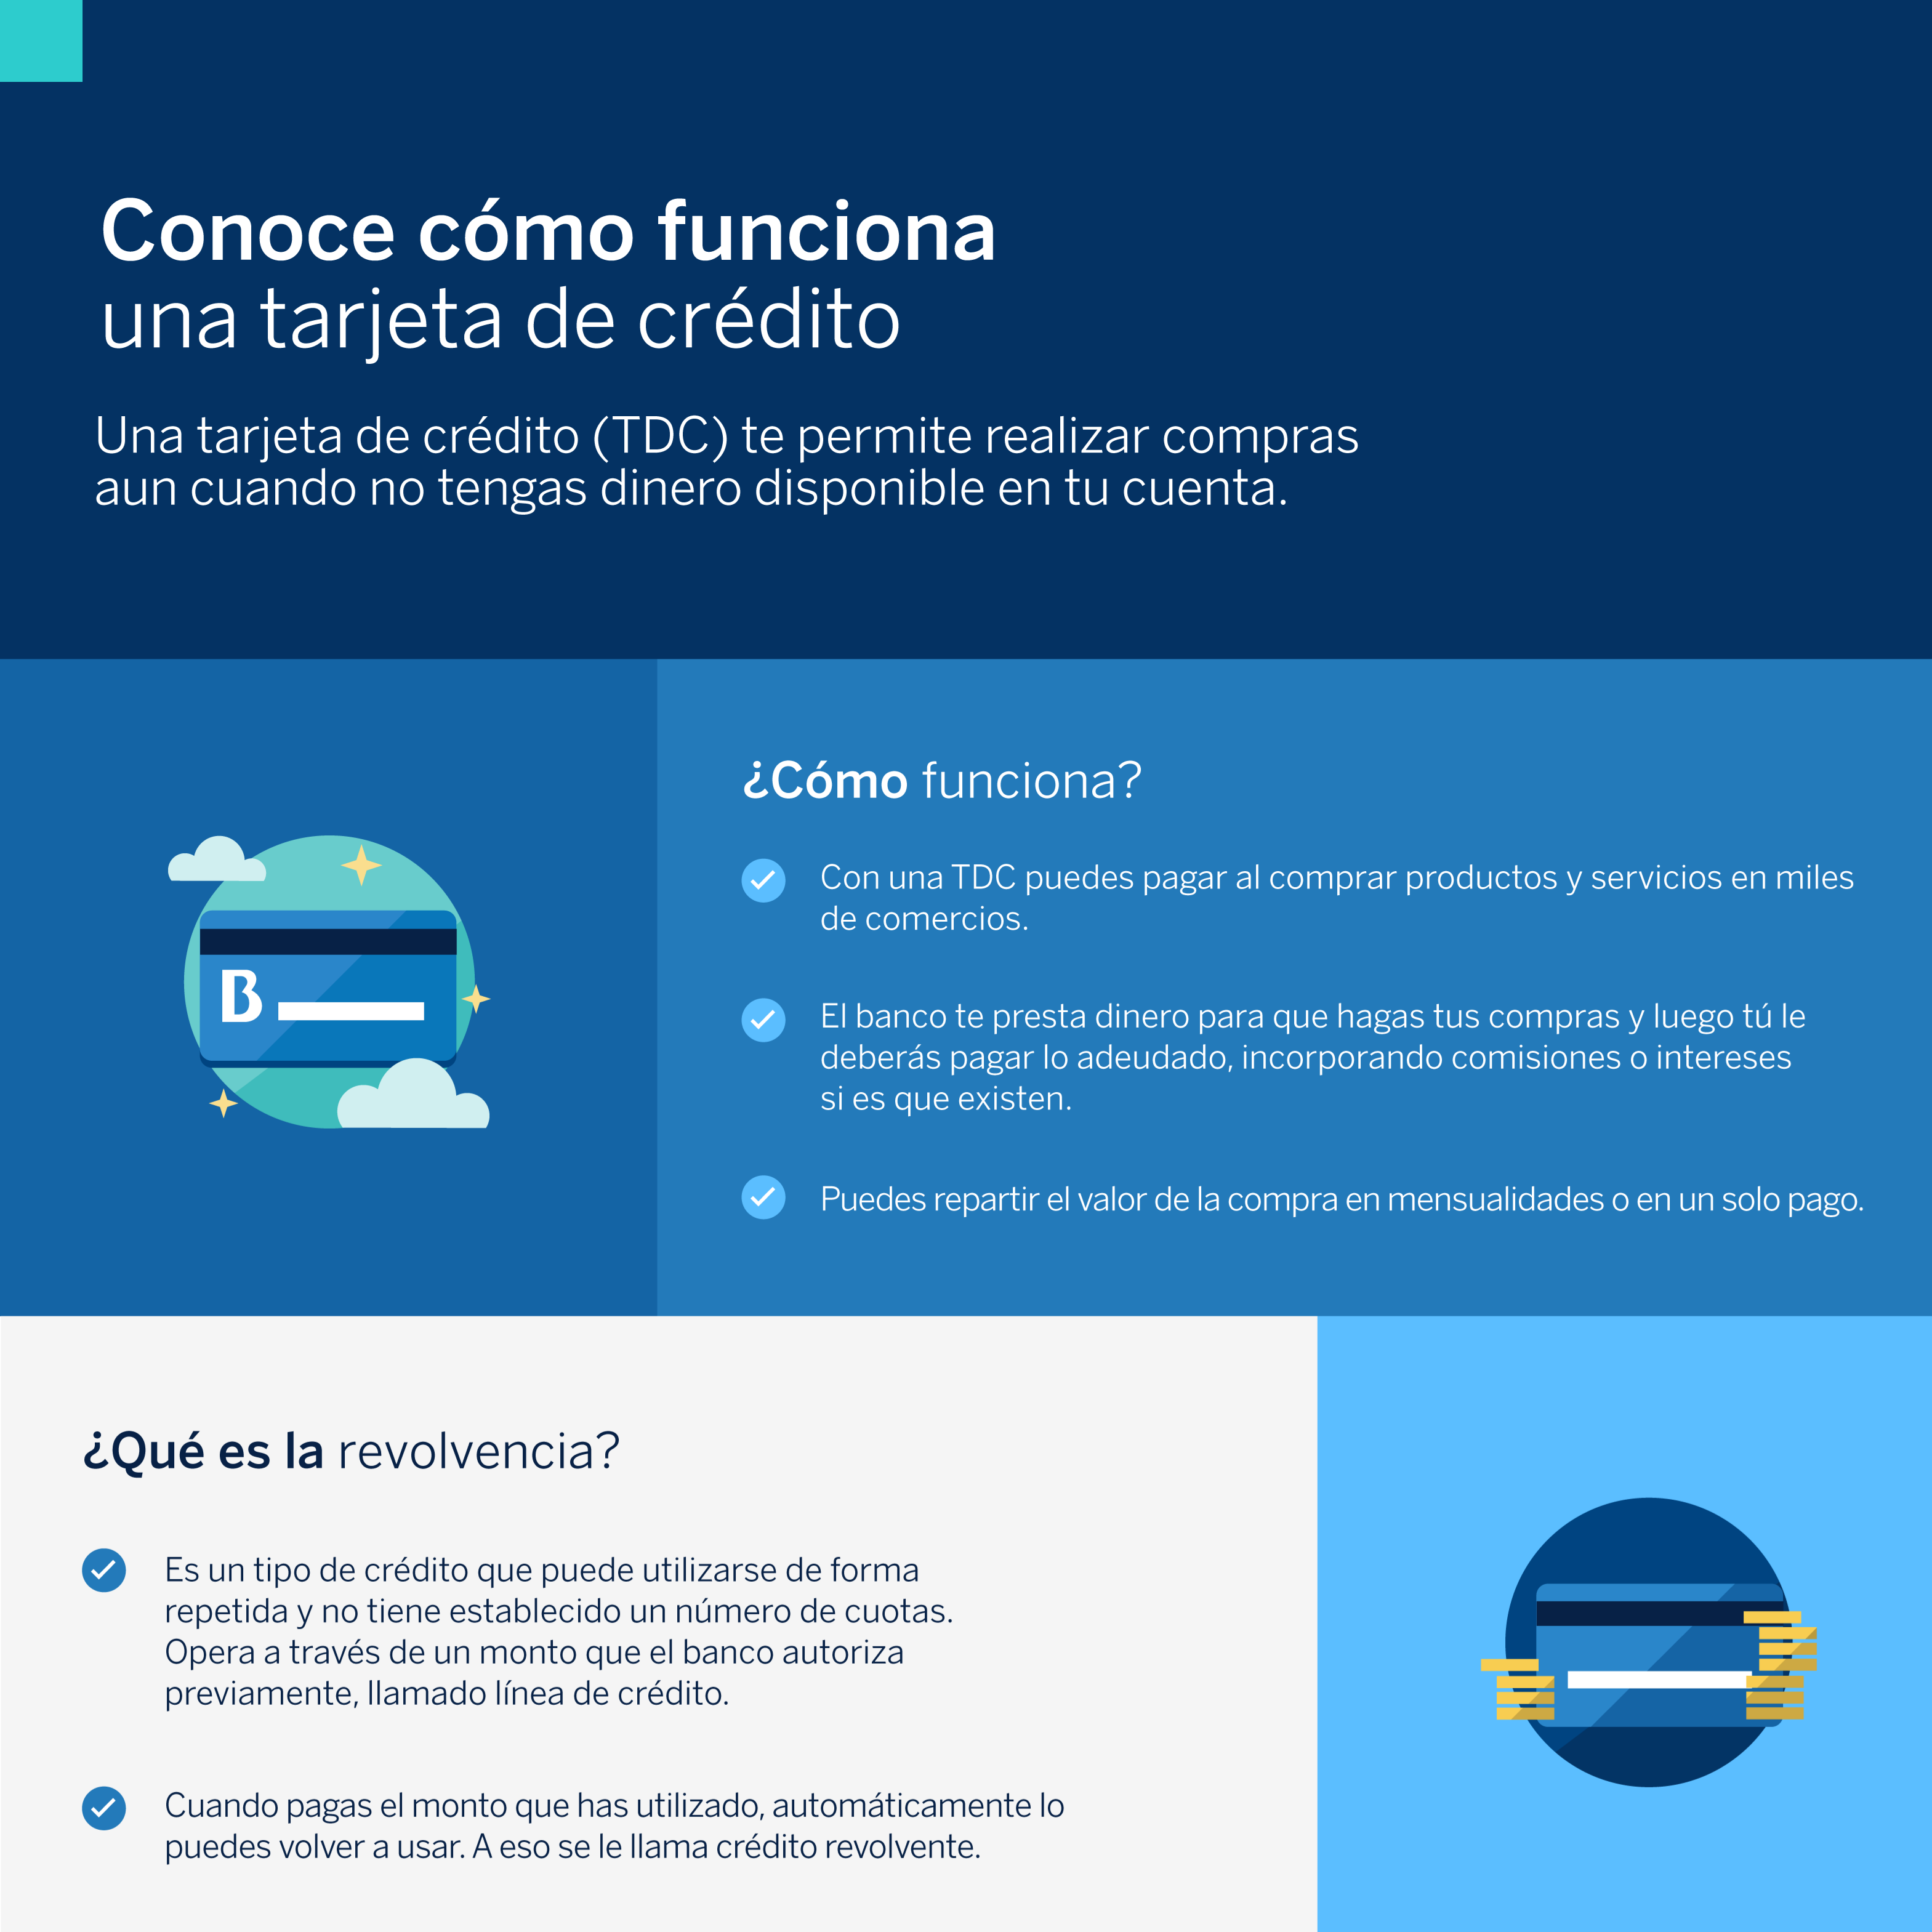 Conoce cómo funciona
una tarjeta de crédito
Una tarjeta de crédito (TDC) te permite realizar compras
aun cuando no tengas dinero disponible en tu cuenta.
¿Cómo funciona?
Con una TDC puedes pagar al comprar productos y servicios en miles
de comercios.
El banco te presta dinero para que hagas tus compras y luego tú le
deberás pagar lo adeudado, incorporando comisiones o intereses
si es que existen.
Puedes repartir el valor de la compra en mensualidades o en un solo pago.
B
¿Qué es la revolvencia?
Es un tipo de crédito que puede utilizarse de forma
repetida y no tiene establecido un número de cuotas.
Opera a través de un monto que el banco autoriza
previamente, llamado línea de crédito.
Cuando pagas el monto que has utilizado, automáticamente lo
puedes volver a usar. A eso se le llama crédito revolvente.